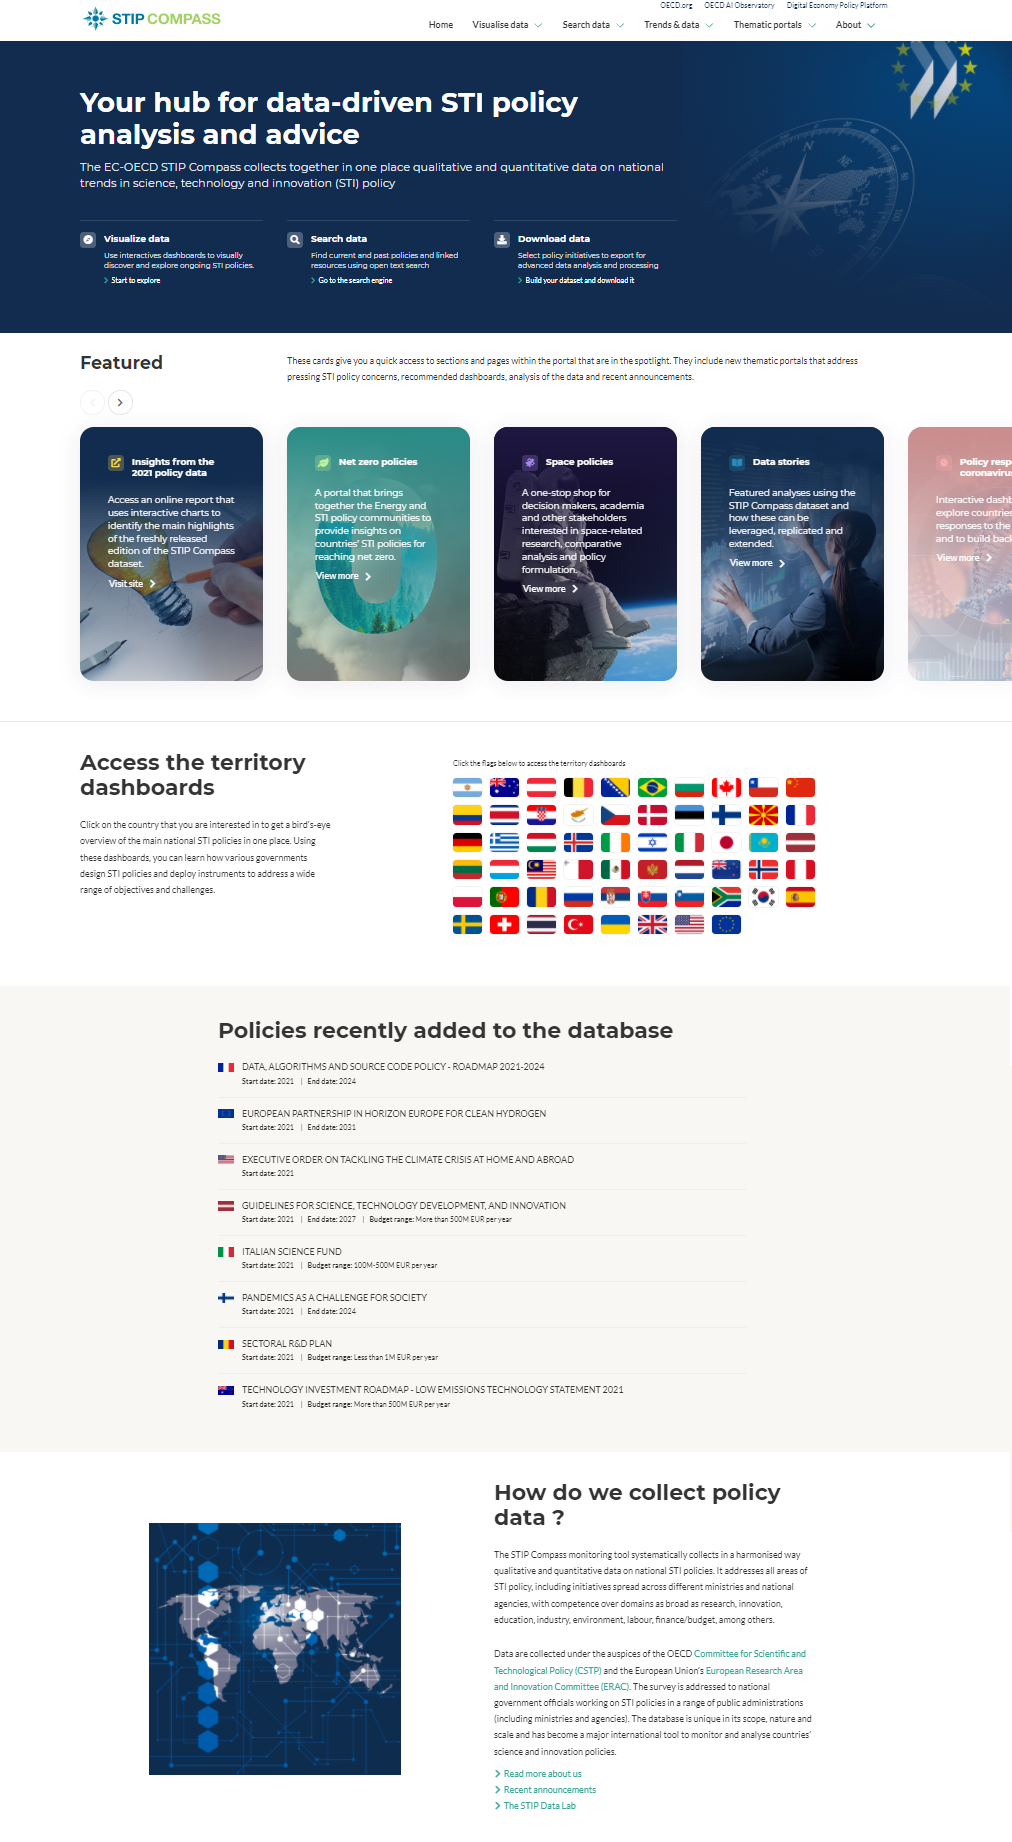 STIP COMPASS
OECD.org OECD AI Observatory Digital Economy Policy Platform
Home Visualise data Search data Trends & data Thematic portals About
Your hub for data-driven STI policy
analysis and advice
The EC-OECD STIP Compass collects together in one place qualitative and quantitative data on national
trends in science, technology and innovation (STI) policy
Visualize data
Use interactives dashboards to visually
discover and explore ongoing STI policies.
Start to explore
Search data
Find current and past policies and linked
resources using open text search
Go to the search engine
Download data
Select policy initiatives to export for
advanced data analysis and processing
Build your dataset and download it
Featured
These cards give you a quick access to sections and pages within the portal that are in the spotlight. They include new thematic portals that address
pressing STI policy concerns, recommended dashboards, analysis of the data and recent announcements.
Insights from the
2021 policy data
Access an online report that
uses interactive charts to
identify the main highlights
of the freshly released
edition of the STIP Compass
dataset.
Visit site
Net zero policies
A portal that brings
together the Energy and
STI policy communities to
provide insights on
countries' STI policies for
reaching net zero.
View more
Space policies
A one-stop shop for
decision makers, academia
and other stakeholders
interested in space-related
research, comparative
analysis and policy
formulation.
View more
Data stories
Featured analyses using the
STIP Compass dataset and
how these can be
leveraged, replicated and
extended.
View more
Policy resp
coronavirus
Interactive dashb
explore countries
responses to the
and to build back
View more
Access the territory
dashboards
Click on the country that you are interested in to get a bird's-eye
overview of the main national STI policies in one place. Using
these dashboards, you can learn how various governments
design STI policies and deploy instruments to address a wide
range of objectives and challenges.
Click the flags below to access the territory dashboards
Policies recently added to the database
DATA, ALGORITHMS AND SOURCE CODE POLICY - ROADMAP 2021-2024
Start date: 2021 | End date: 2024
EUROPEAN PARTNERSHIP IN HORIZON EUROPE FOR CLEAN HYDROGEN
Start date: 2021 | End date: 2031
EXECUTIVE ORDER ON TACKLING THE CLIMATE CRISIS AT HOME AND ABROAD
Start date: 2021
GUIDELINES FOR SCIENCE, TECHNOLOGY DEVELOPMENT, AND INNOVATION
Start date: 2021 | End date: 2027 | Budget range: More than 500M EUR per year
ITALIAN SCIENCE FUND
Start date: 2021 | Budget range: 100M-500M EUR per year
PANDEMICS AS A CHALLENGE FOR SOCIETY
Start date: 2021 | End date: 2024
SECTORAL R&D PLAN
Start date: 2021 | Budget range: Less than 1M EUR per year
TECHNOLOGY INVESTMENT ROADMAP - LOW EMISSIONS TECHNOLOGY STATEMENT 2021
Start date: 2021 | Budget range: More than 500M EUR per year
How do we collect policy
data ?
The STIP Compass monitoring tool systematically collects in a harmonised way
qualitative and quantitative data on national STI policies. It addresses all areas of
STI policy, including initiatives spread across different ministries and national
agencies, with competence over domains as broad as research, innovation,
education, industry, environment, labour, finance/budget, among others.
Data are collected under the auspices of the OECD Committee for Scientific and
Technological Policy (CSTP) and the European Union's European Research Area
and Innovation Committee (ERAC). The survey is addressed to national
government officials working on STI policies in a range of public administrations
(including ministries and agencies). The database is unique in its scope, nature and
scale and has become a major international tool to monitor and analyse countries'
science and innovation policies.
Read more about us
Recent announcements
The STIP Data Lab